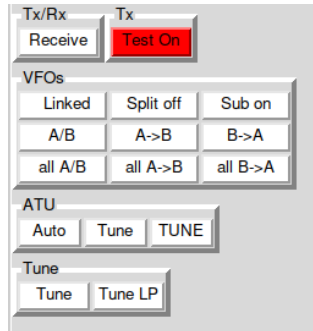 Tx/Rx Tx
Receive Test On
VFOs
Linked Split off Sub on
A/B A->B B->A
all A/B all A->B all B->A
ATU
Auto Tune TUNE
Tune
Tune Tune LP